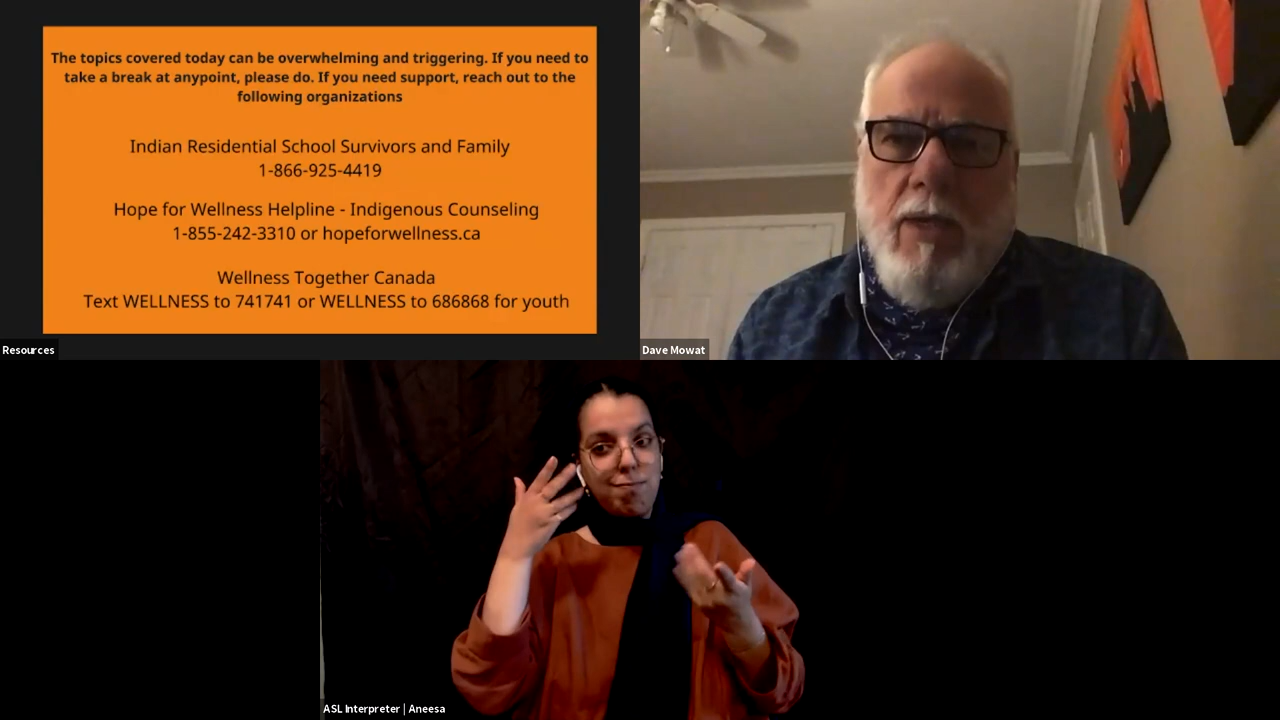 The topics covered today can be overwhelming and triggering. If you need to
take a break at anypoint, please do. If you need support, reach out to the
following organizations
Indian Residential School Survivors and Family
1-866-925-4419
Hope for Wellness Helpline - Indigenous Counseling
1-855-242-3310 or hopeforwellness.ca
Wellness Together Canada
Text WELLNESS to 741741 or WELLNESS to 686868 for youth
Resources
Dave Mowat
ASL Interpreter | Aneesa